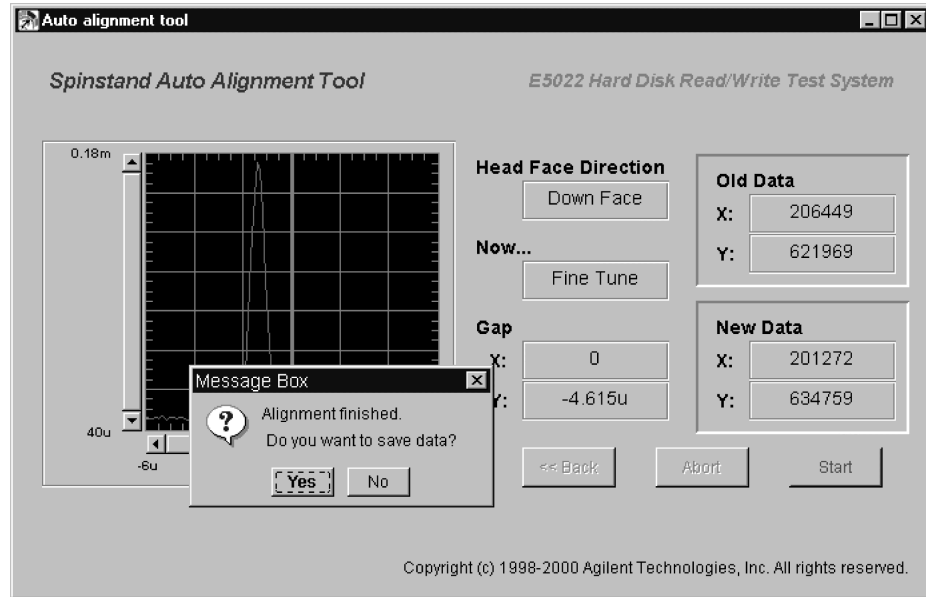 Auto alignment tool
Spinstand Auto Alignment Tool
E5022 Hard Disk Read/Write Test System
0.18m
40u
-6u
Head Face Direction
Down Face
Now...
Fine Tune
Gap
X: 0
Y: -4.615u
Old Data
X: 206449
Y: 621969
New Data
X: 201272
Y: 634759
Message Box
Alignment finished.
Do you want to save data?
Yes No
<< Back Abort Start
Copyright (c) 1998-2000 Agilent Technologies, Inc. All rights reserved.